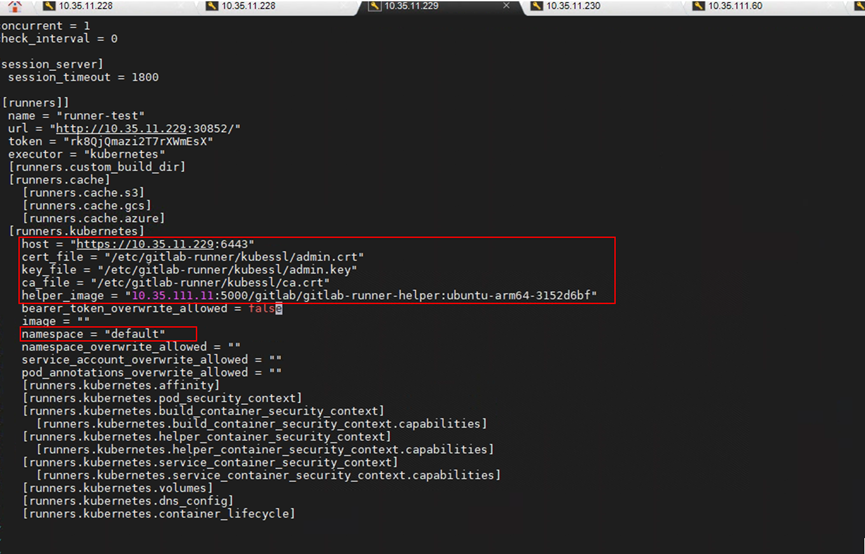 10.35.11.228
10.35.11.228
10.35.11.229
10.35.11.230
10.35.111.60
oncurrent = 1
heck_interval = 0
session_server]
session_timeout = 1800
[runners]]
name = "runner-test"
url = "http://10.35.11.229:30852/"
token = "rk8QjQmazi2T7rXWmEsX"
executor = "kubernetes"
[runners.custom_build_dir]
[runners.cache]
[runners.cache.s3]
[runners.cache.gcs]
[runners.cache.azure]
[runners.kubernetes]
host = "https://10.35.11.229:6443"
cert_file = "/etc/gitlab-runner/kubessl/admin.crt"
key_file = "/etc/gitlab-runner/kubessl/admin.key"
ca_file = "/etc/gitlab-runner/kubessl/ca.crt"
helper_image = "10.35.111.11:5000/gitlab/gitlab-runner-helper:ubuntu-arm64-3152d6bf"
bearer_token_overwrite_allowed = false
image = ""
namespace = "default"
namespace_overwrite_allowed = ""
service_account_overwrite_allowed = ""
pod_annotations_overwrite_allowed = ""
[runners.kubernetes.affinity]
[runners.kubernetes.pod_security_context]
[runners.kubernetes.build_container_security_context]
[runners.kubernetes.build_container_security_context.capabilities]
[runners.kubernetes.helper_container_security_context]
[runners.kubernetes.helper_container_security_context.capabilities]
[runners.kubernetes.service_container_security_context]
[runners.kubernetes.service_container_security_context.capabilities]
[runners.kubernetes.volumes]
[runners.kubernetes.dns_config]
[runners.kubernetes.container_lifecycle]